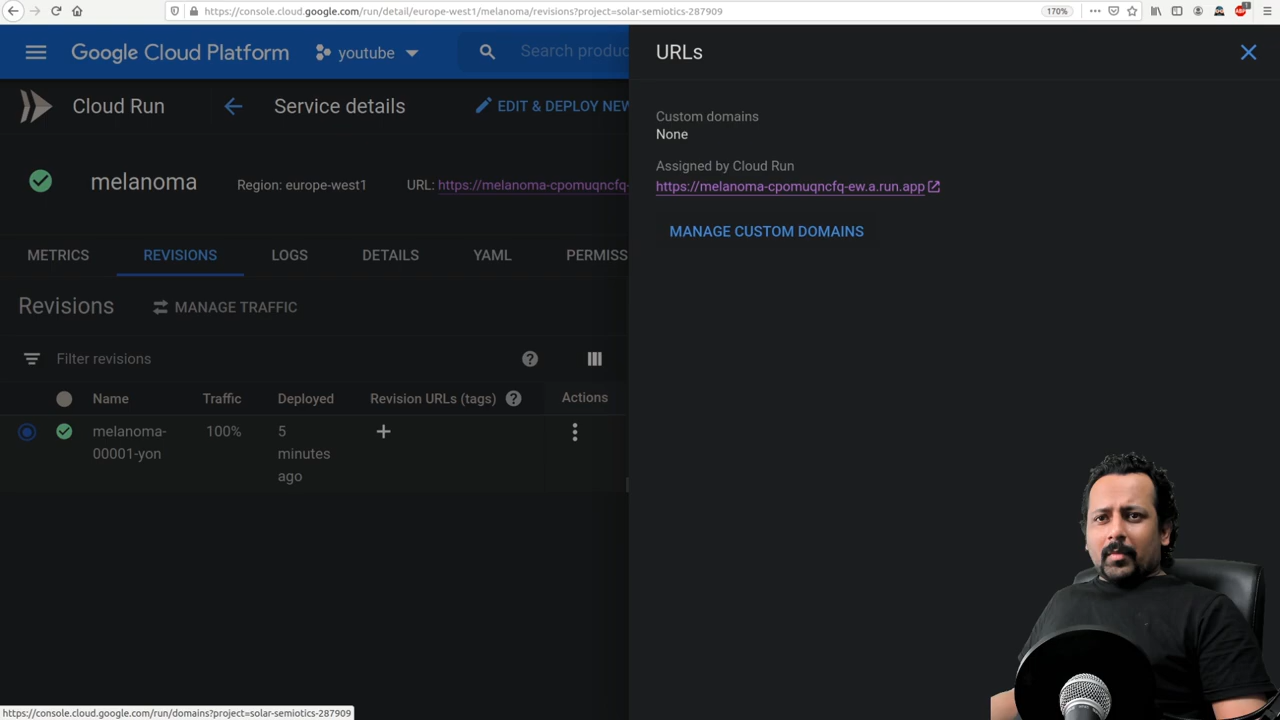 https://console.cloud.google.com/run/detail/europe-west1/melanoma/revisions?project=solar-semiotics-287909
170%
Google Cloud Platform
youtube
Search produc
Cloud Run
Service details
EDIT & DEPLOY NEW
melanoma
Region: europe-west1
URL: https://melanoma-cpomuqncfq-
METRICS
REVISIONS
LOGS
DETAILS
YAML
PERMISS
Revisions
MANAGE TRAFFIC
Filter revisions
Name
Traffic
Deployed
Revision URLs (tags)
Actions
melanoma-
00001-yon
100%
5
minutes
ago
URLs
Custom domains
None
Assigned by Cloud Run
https://melanoma-cpomuqncfq-ew.a.run.app
MANAGE CUSTOM DOMAINS
https://console.cloud.google.com/run/domains?project=solar-semiotics-287909